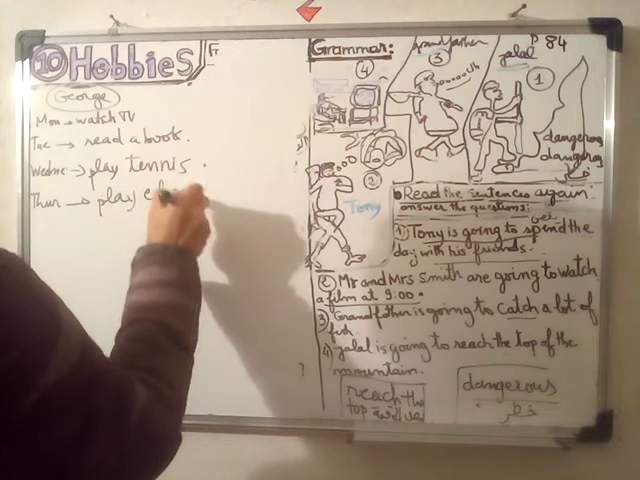 10 Hobbies
George
Mon → watch TV
Tue → read a book.
Wednes → play tennis.
Thur → play
P 84
Grammar:
grandfather
jalal
4
3
1
2
Tony
dangerous
dangerous
Read the sentences again.
answer the questions:
1 Tony is going to spend the
day with his friends.
2 Mr and Mrs Smith are going to watch
a film at 9:00.
3 Grandfather is going to catch a lot of
fish.
4 jalal is going to reach the top of the
mountain.
reach the
top
dangerous